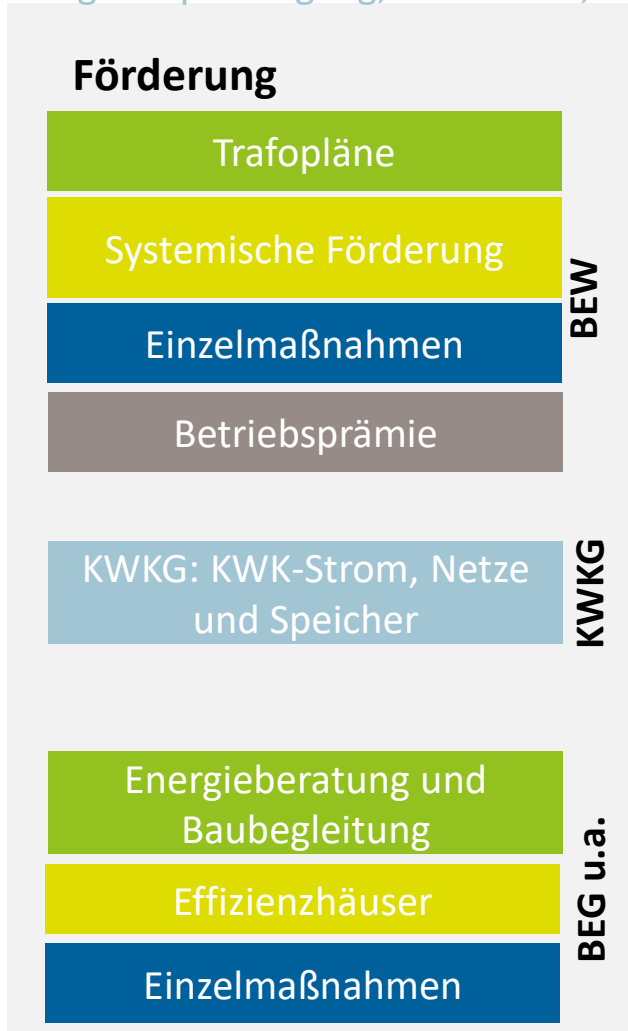 Förderung
Trafopläne
Systemische Förderung
Einzelmaßnahmen
Betriebsprämie
BEW
KWKG: KWK-Strom, Netze
und Speicher
KWKG
Energieberatung und
Baubegleitung
Effizienzhäuser
Einzelmaßnahmen
BEG u.a.